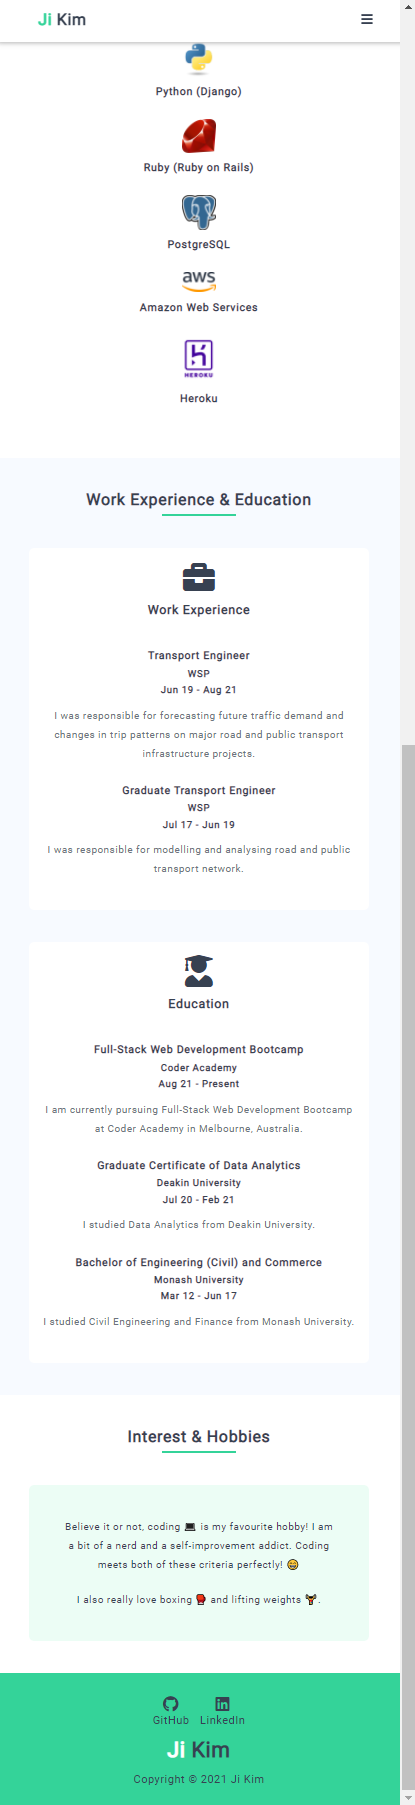 Ji Kim
Python (Django)
Ruby (Ruby on Rails)
PostgreSQL
aws
Amazon Web Services
HEROKU
Heroku
Work Experience & Education
Work Experience
Transport Engineer
WSP
Jun 19 - Aug 21
I was responsible for forecasting future traffic demand and
changes in trip patterns on major road and public transport
infrastructure projects.
Graduate Transport Engineer
WSP
Jul 17 - Jun 19
I was responsible for modelling and analysing road and public
transport network.
Education
Full-Stack Web Development Bootcamp
Coder Academy
Aug 21 - Present
I am currently pursuing Full-Stack Web Development Bootcamp
at Coder Academy in Melbourne, Australia.
Graduate Certificate of Data Analytics
Deakin University
Jul 20 - Feb 21
I studied Data Analytics from Deakin University.
Bachelor of Engineering (Civil) and Commerce
Monash University
Mar 12 - Jun 17
I studied Civil Engineering and Finance from Monash University.
Interest & Hobbies
Believe it or not, coding 💻 is my favourite hobby! I am
a bit of a nerd and a self-improvement addict. Coding
meets both of these criteria perfectly! 😄
I also really love boxing 🥊 and lifting weights 🏋.
GitHub LinkedIn
Ji Kim
Copyright © 2021 Ji Kim